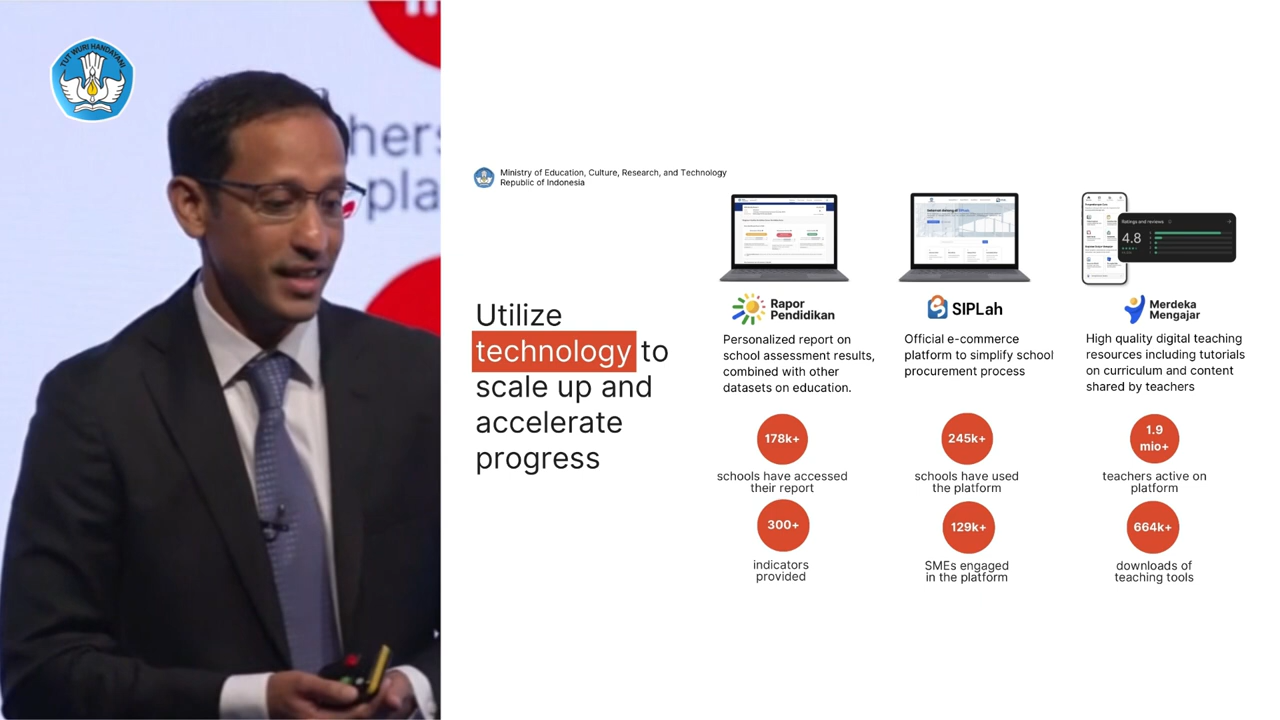 TUT WURI HANDAYANI
hers
pla
Ministry of Education, Culture, Research, and Technology
Republic of Indonesia
Utilize
technology to
scale up and
accelerate
progress
Ratings and reviews
4.8
Rapor
Pendidikan
Personalized report on
school assessment results,
combined with other
datasets on education.
178k+
schools have accessed
their report
300+
indicators
provided
SIPLah
Official e-commerce
platform to simplify school
procurement process
245k+
schools have used
the platform
129k+
SMEs engaged
in the platform
Merdeka
Mengajar
High quality digital teaching
resources including tutorials
on curriculum and content
shared by teachers
1.9
mio+
teachers active on
platform
664k+
downloads of
teaching tools